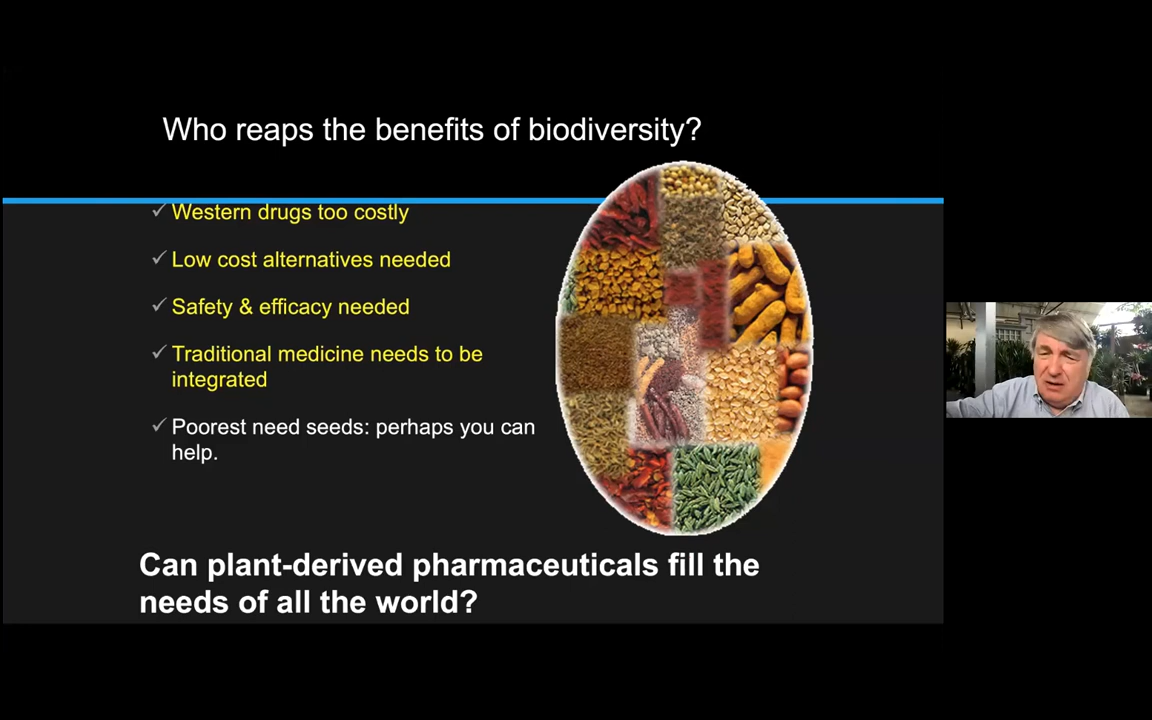 Who reaps the benefits of biodiversity?
Western drugs too costly
Low cost alternatives needed
Safety & efficacy needed
Traditional medicine needs to be
integrated
Poorest need seeds: perhaps you can
help.
Can plant-derived pharmaceuticals fill the
needs of all the world?